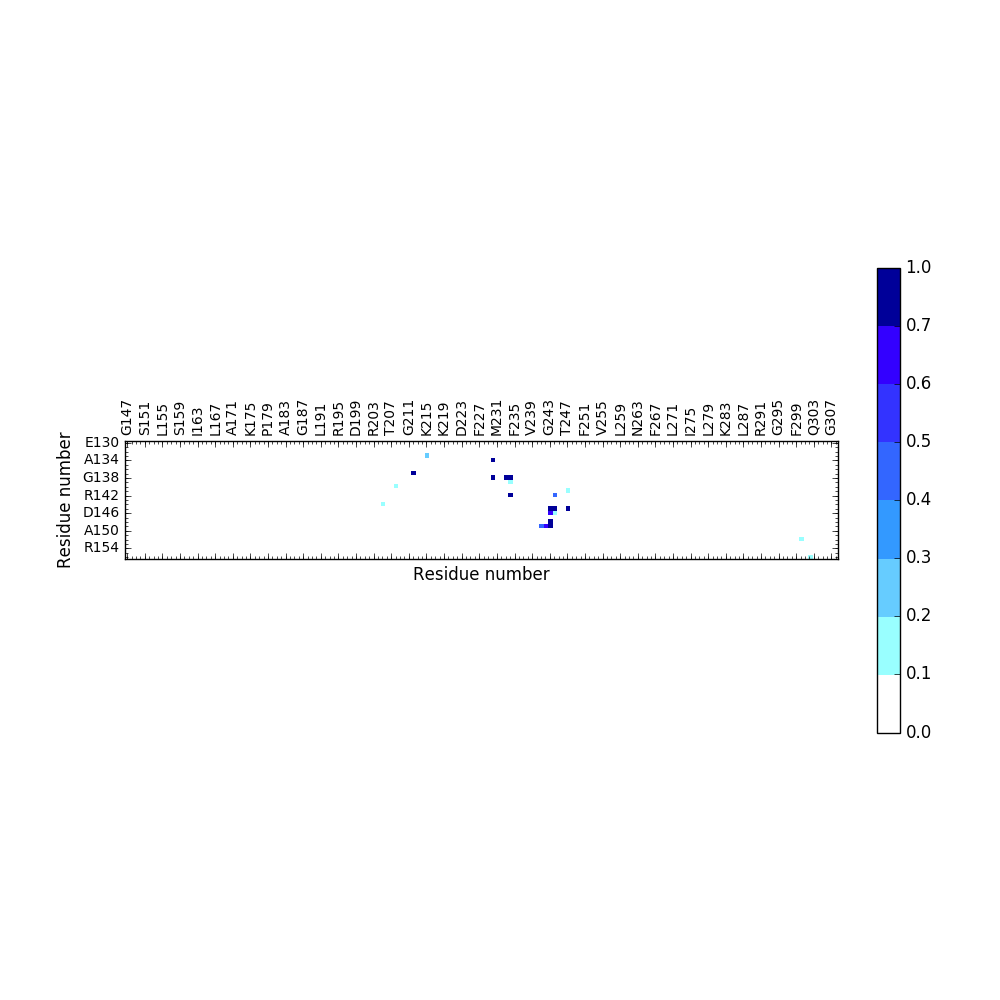 G147 S151 L155 S159 I163 L167 A171 K175 P179 A183 G187 L191 R195 D199 R203 T207 G211 K215 K219 D223 F227 M231 F235 V239 G243 T247 F251 V255 L259 N263 F267 L271 I275 L279 K283 L287 R291 G295 F299 Q303 G307
E130
A134
G138
R142
D146
A150
R154
Residue number
Residue number
1.0
0.7
0.6
0.5
0.4
0.3
0.2
0.1
0.0